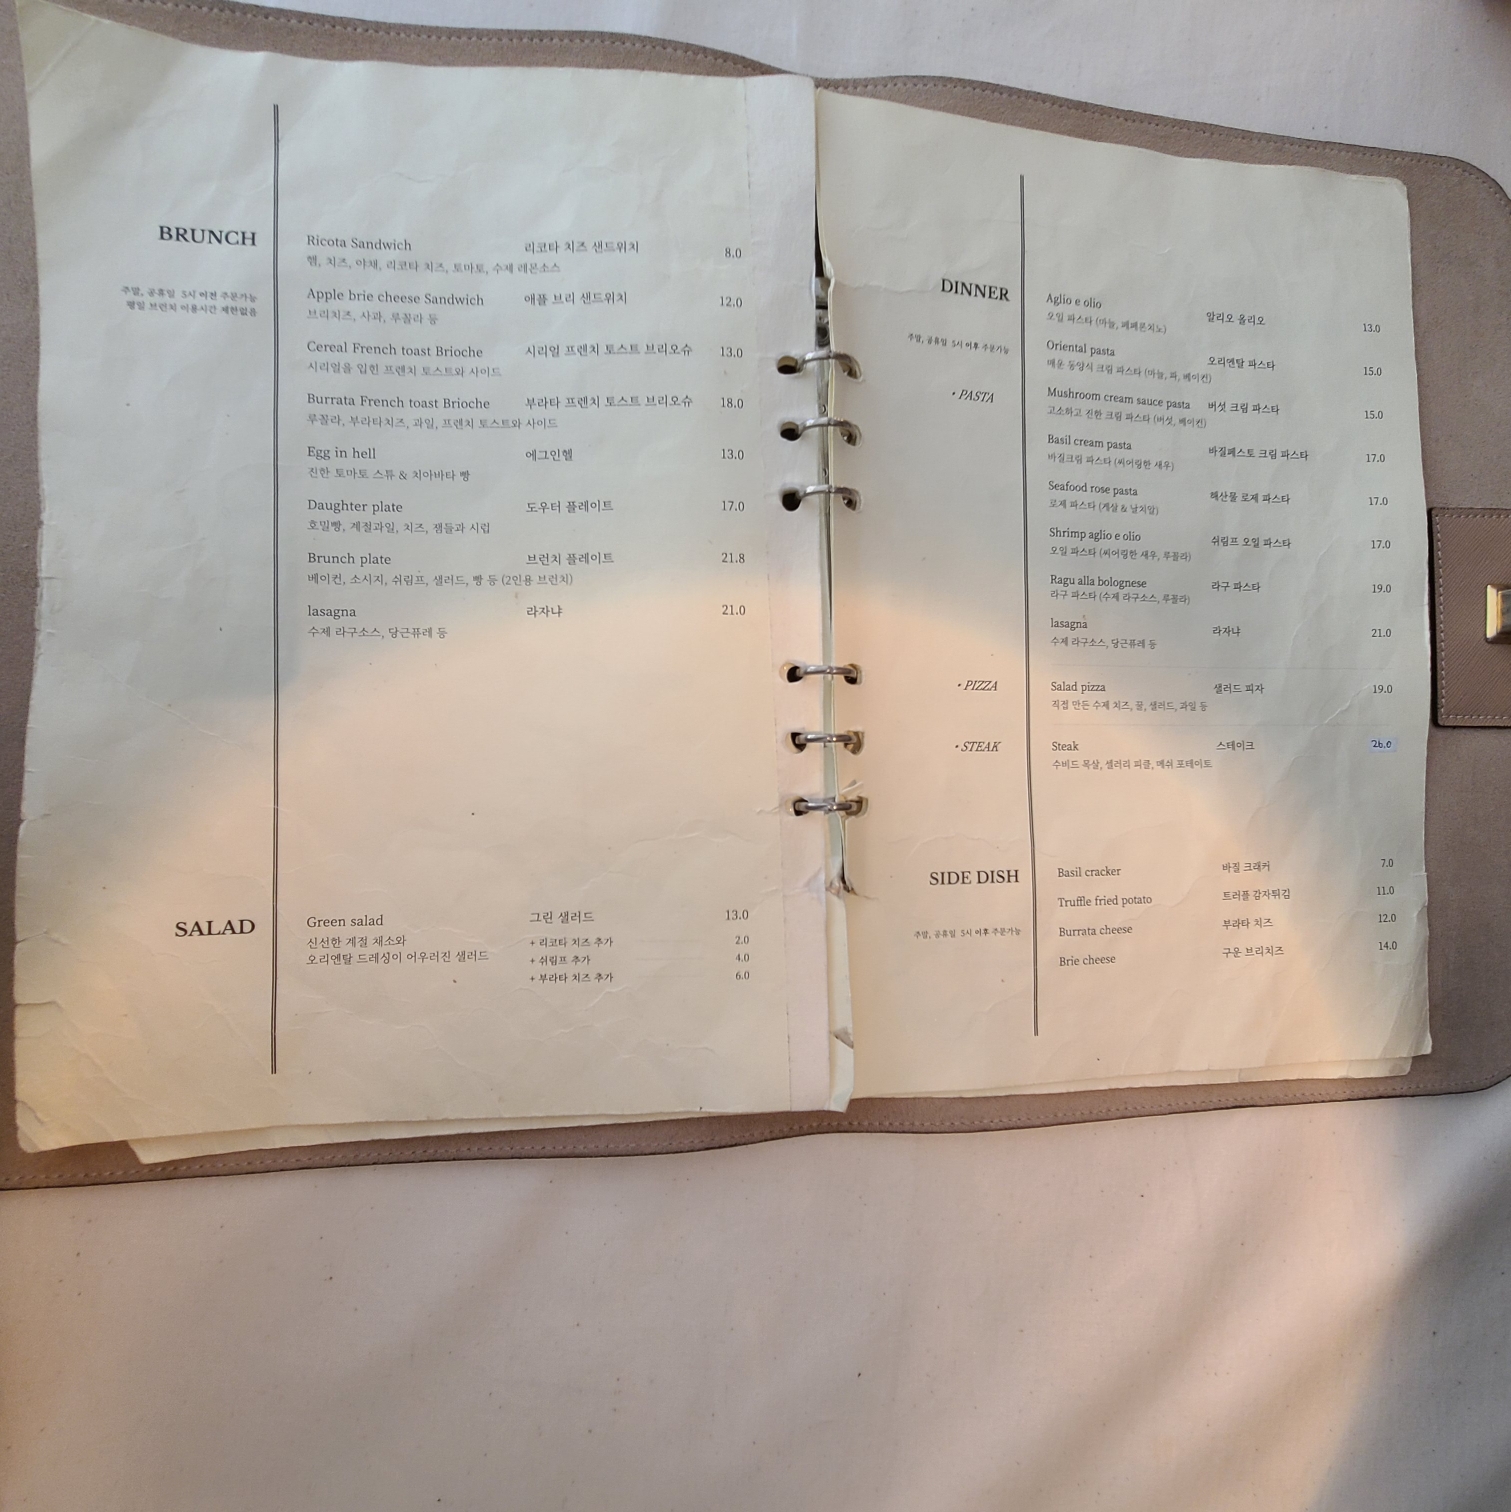 BRUNCH
주말, 공휴일 5시 이전 주문가능
평일 브런치 이용시간 제한없음
Ricota Sandwich 리코타 치즈 샌드위치 8.0
햄, 치즈, 야채, 리코타 치즈, 토마토, 수제 레몬소스
Apple brie cheese Sandwich 애플 브리 샌드위치 12.0
브리치즈, 사과, 루꼴라 등
Cereal French toast Brioche 시리얼 프렌치 토스트 브리오슈 13.0
시리얼을 입힌 프렌치 토스트와 사이드
Burrata French toast Brioche 부라타 프렌치 토스트 브리오슈 18.0
루꼴라, 부라타치즈, 과일, 프렌치 토스트와 사이드
Egg in hell 에그인헬 13.0
진한 토마토 스튜 & 치아바타 빵
Daughter plate 도우터 플레이트 17.0
호밀빵, 계절과일, 치즈, 잼들과 시럽
Brunch plate 브런치 플레이트 21.8
베이컨, 소시지, 쉬림프, 샐러드, 빵 등 (2인용 브런치)
lasagna 라자냐 21.0
수제 라구소스, 당근퓨레 등
SALAD
Green salad 그린 샐러드 13.0
신선한 계절 채소와 + 리코타 치즈 추가 2.0
오리엔탈 드레싱이 어우러진 샐러드 + 쉬림프 추가 4.0
+ 부라타 치즈 추가 6.0
DINNER
주말, 공휴일 5시 이후 주문가능
• PASTA
Aglio e olio 알리오 올리오 13.0
오일 파스타 (마늘, 페페론치노)
Oriental pasta 오리엔탈 파스타 15.0
매운 동양식 크림 파스타 (마늘, 파, 베이컨)
Mushroom cream sauce pasta 버섯 크림 파스타 15.0
고소하고 진한 크림 파스타 (버섯, 베이컨)
Basil cream pasta 바질페스토 크림 파스타 17.0
바질크림 파스타 (씨어링한 새우)
Seafood rose pasta 해산물 로제 파스타 17.0
로제 파스타 (게살 & 날치알)
Shrimp aglio e olio 쉬림프 오일 파스타 17.0
오일 파스타 (씨어링한 새우, 루꼴라)
Ragu alla bolognese 라구 파스타 19.0
라구 파스타 (수제 라구소스, 루꼴라)
lasagna 라자냐 21.0
수제 라구소스, 당근퓨레 등
• PIZZA
Salad pizza 샐러드 피자 19.0
직접 만든 수제 치즈, 꿀, 샐러드, 과일 등
• STEAK
Steak 스테이크 26.0
수비드 목살, 샐러리 피클, 메쉬 포테이토
SIDE DISH
주말, 공휴일 5시 이후 주문가능
Basil cracker 바질 크래커 7.0
Truffle fried potato 트러플 감자튀김 11.0
Burrata cheese 부라타 치즈 12.0
Brie cheese 구운 브리치즈 14.0